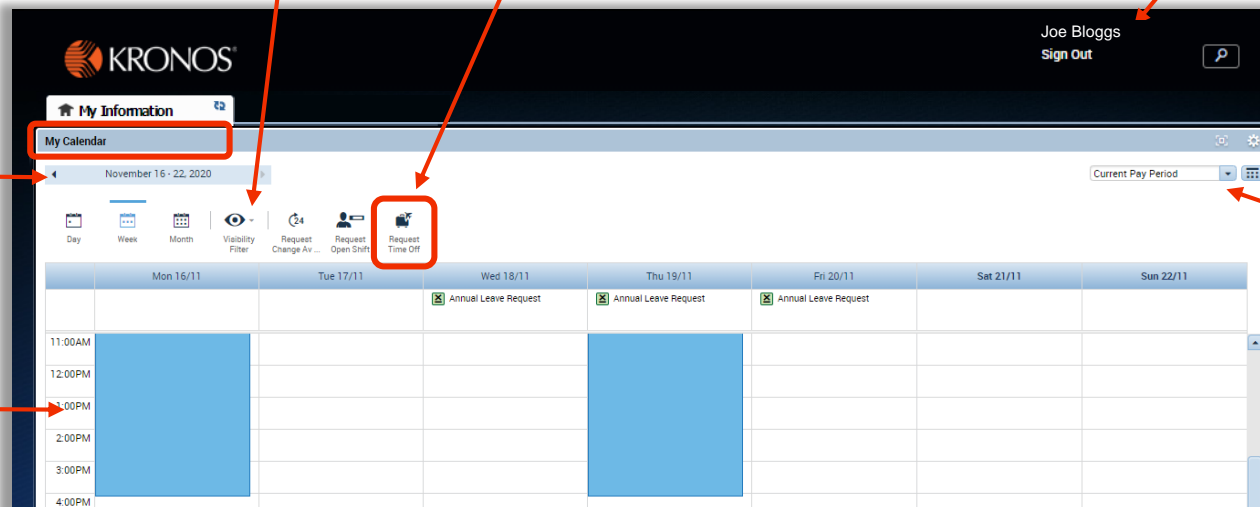 Joe Bloggs
KRONOS®
Sign Out
My Information
My Calendar
November 16 - 22, 2020
Current Pay Period
Day
Week
Month
Visibility
Filter
24
Request
Change Av ...
Request
Open Shift
Request
Time Off
Mon 16/11
Tue 17/11
Wed 18/11
Thu 19/11
Fri 20/11
Sat 21/11
Sun 22/11
Annual Leave Request
Annual Leave Request
Annual Leave Request
11:00AM
12:00PM
1:00PM
2:00PM
3:00PM
4:00PM